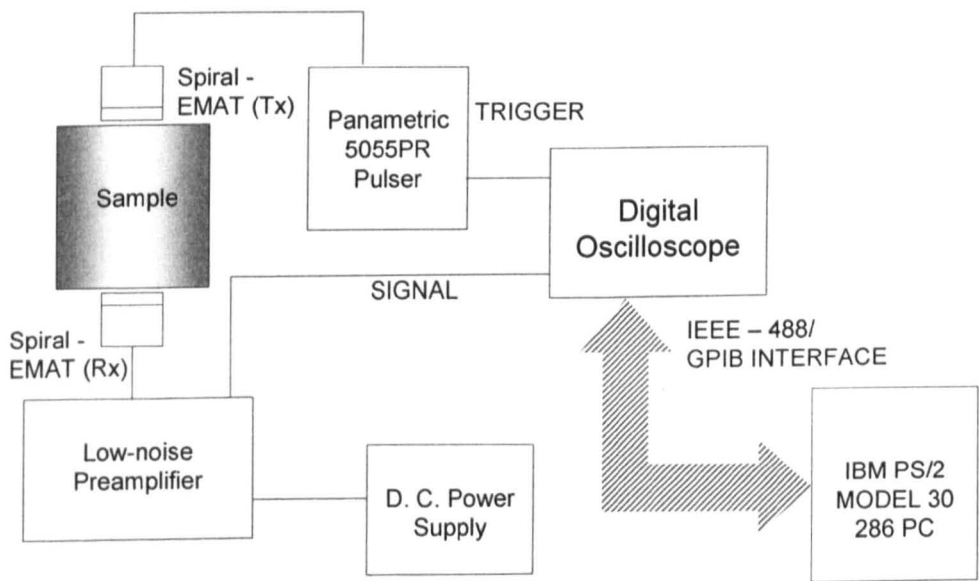 Spiral -
EMAT (Tx)
Panametric
5055PR
Pulser
TRIGGER
Sample
Digital
Oscilloscope
SIGNAL
Spiral -
EMAT (Rx)
IEEE – 488/
GPIB INTERFACE
Low-noise
Preamplifier
D. C. Power
Supply
IBM PS/2
MODEL 30
286 PC